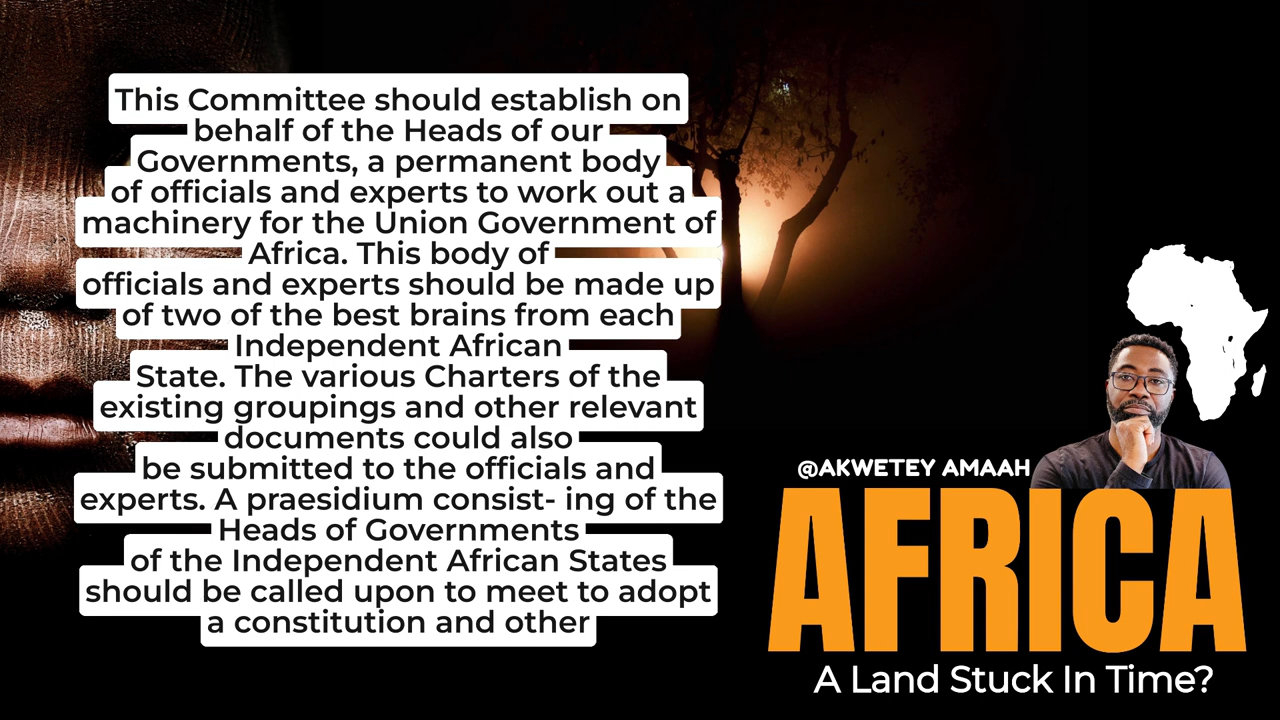 This Committee should establish on
behalf of the Heads of our
Governments, a permanent body
of officials and experts to work out a
machinery for the Union Government of
Africa. This body of
officials and experts should be made up
of two of the best brains from each
Independent African
State. The various Charters of the
existing groupings and other relevant
documents could also
be submitted to the officials and
experts. A praesidium consist- ing of the
Heads of Governments
of the Independent African States
should be called upon to meet to adopt
a constitution and other
@AKWETEY AMAAH
AFRICA
A Land Stuck In Time?